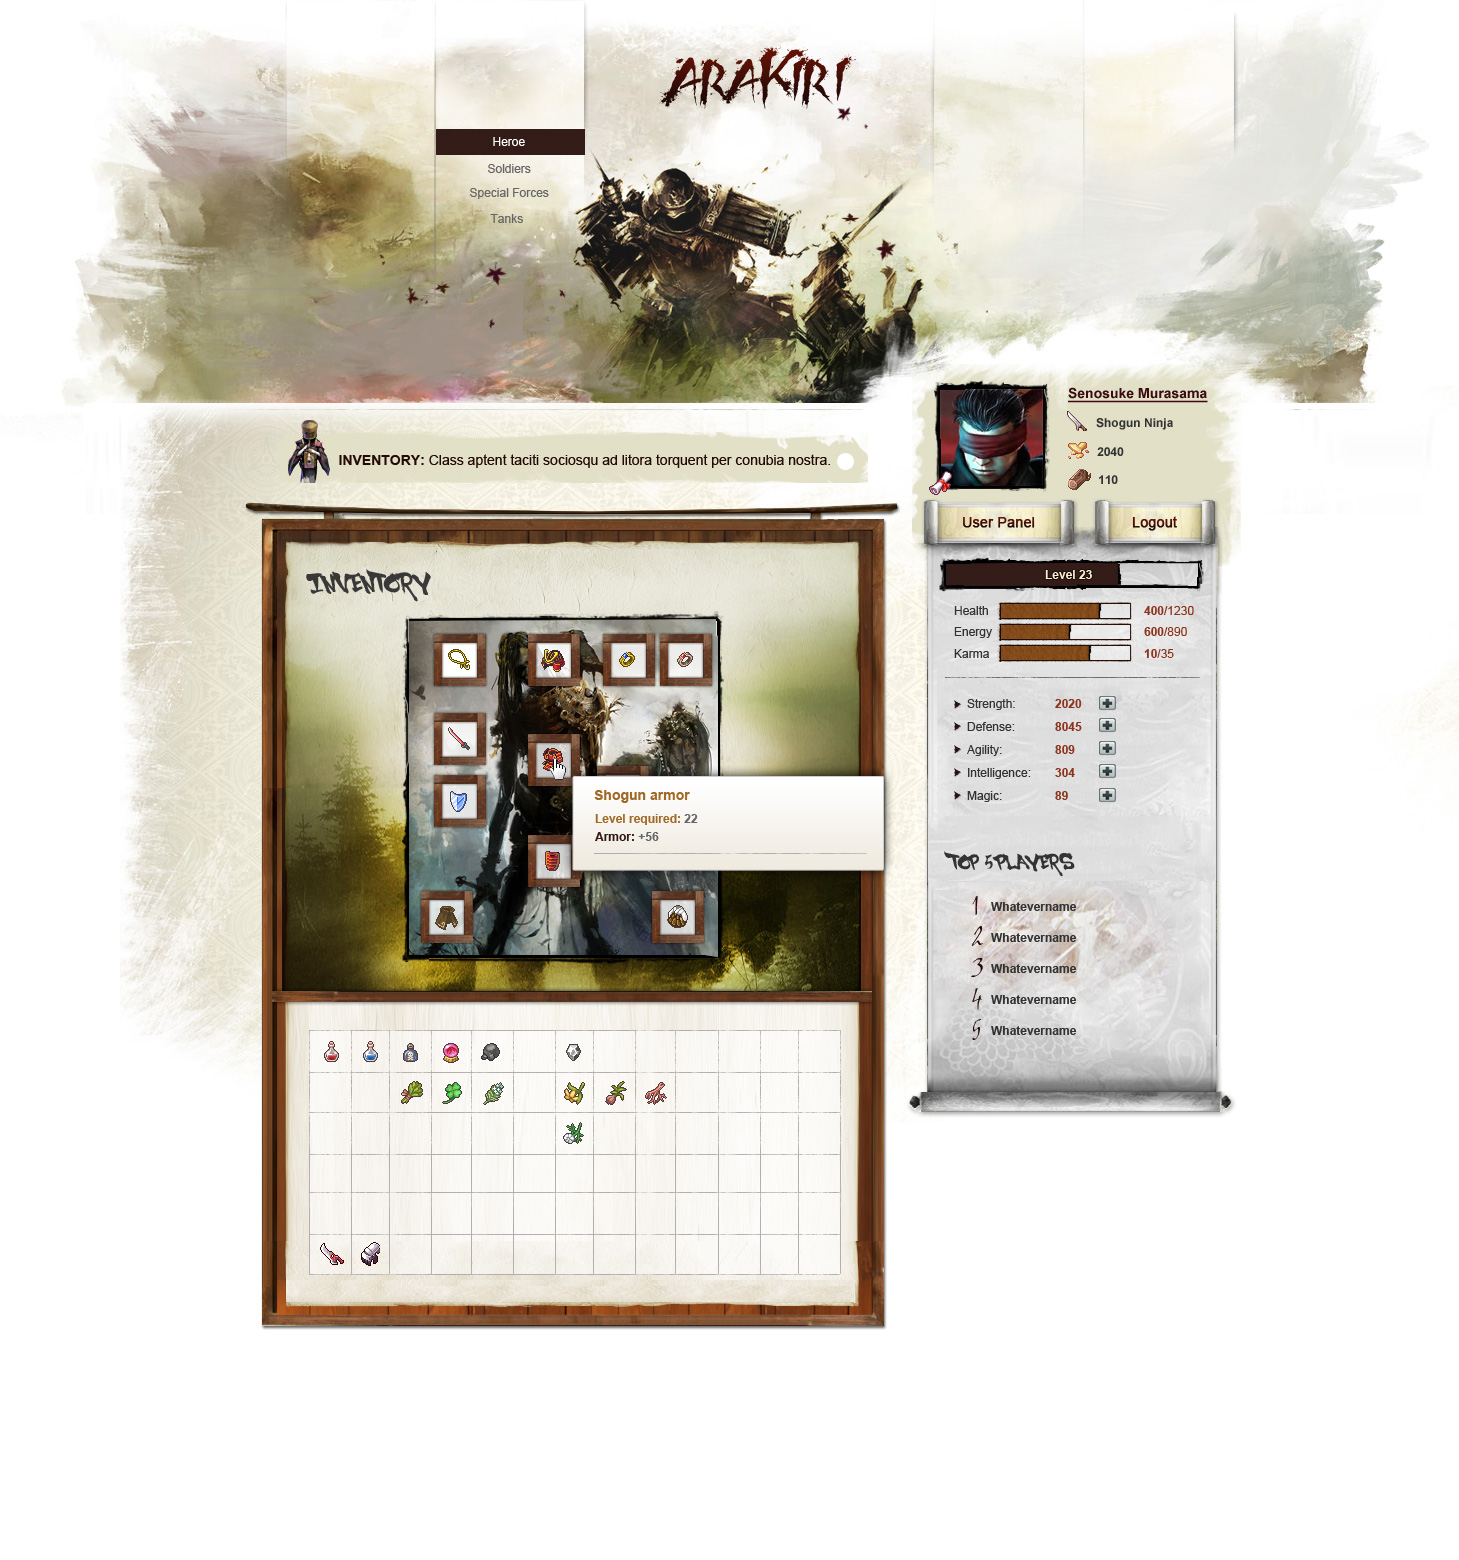 ARAKIRI
Heroe
Soldiers
Special Forces
Tanks
Senosuke Murasama
Shogun Ninja
2040
110
INVENTORY: Class aptent taciti sociosqu ad litora torquent per conubia nostra.
User Panel
Logout
INVENTORY
Shogun armor
Level required: 22
Armor: +56
Level 23
Health 400/1230
Energy 600/890
Karma 10/35
Strength: 2020
Defense: 8045
Agility: 809
Intelligence: 304
Magic: 89
TOP 5 PLAYERS
1 Whatevername
2 Whatevername
3 Whatevername
4 Whatevername
5 Whatevername